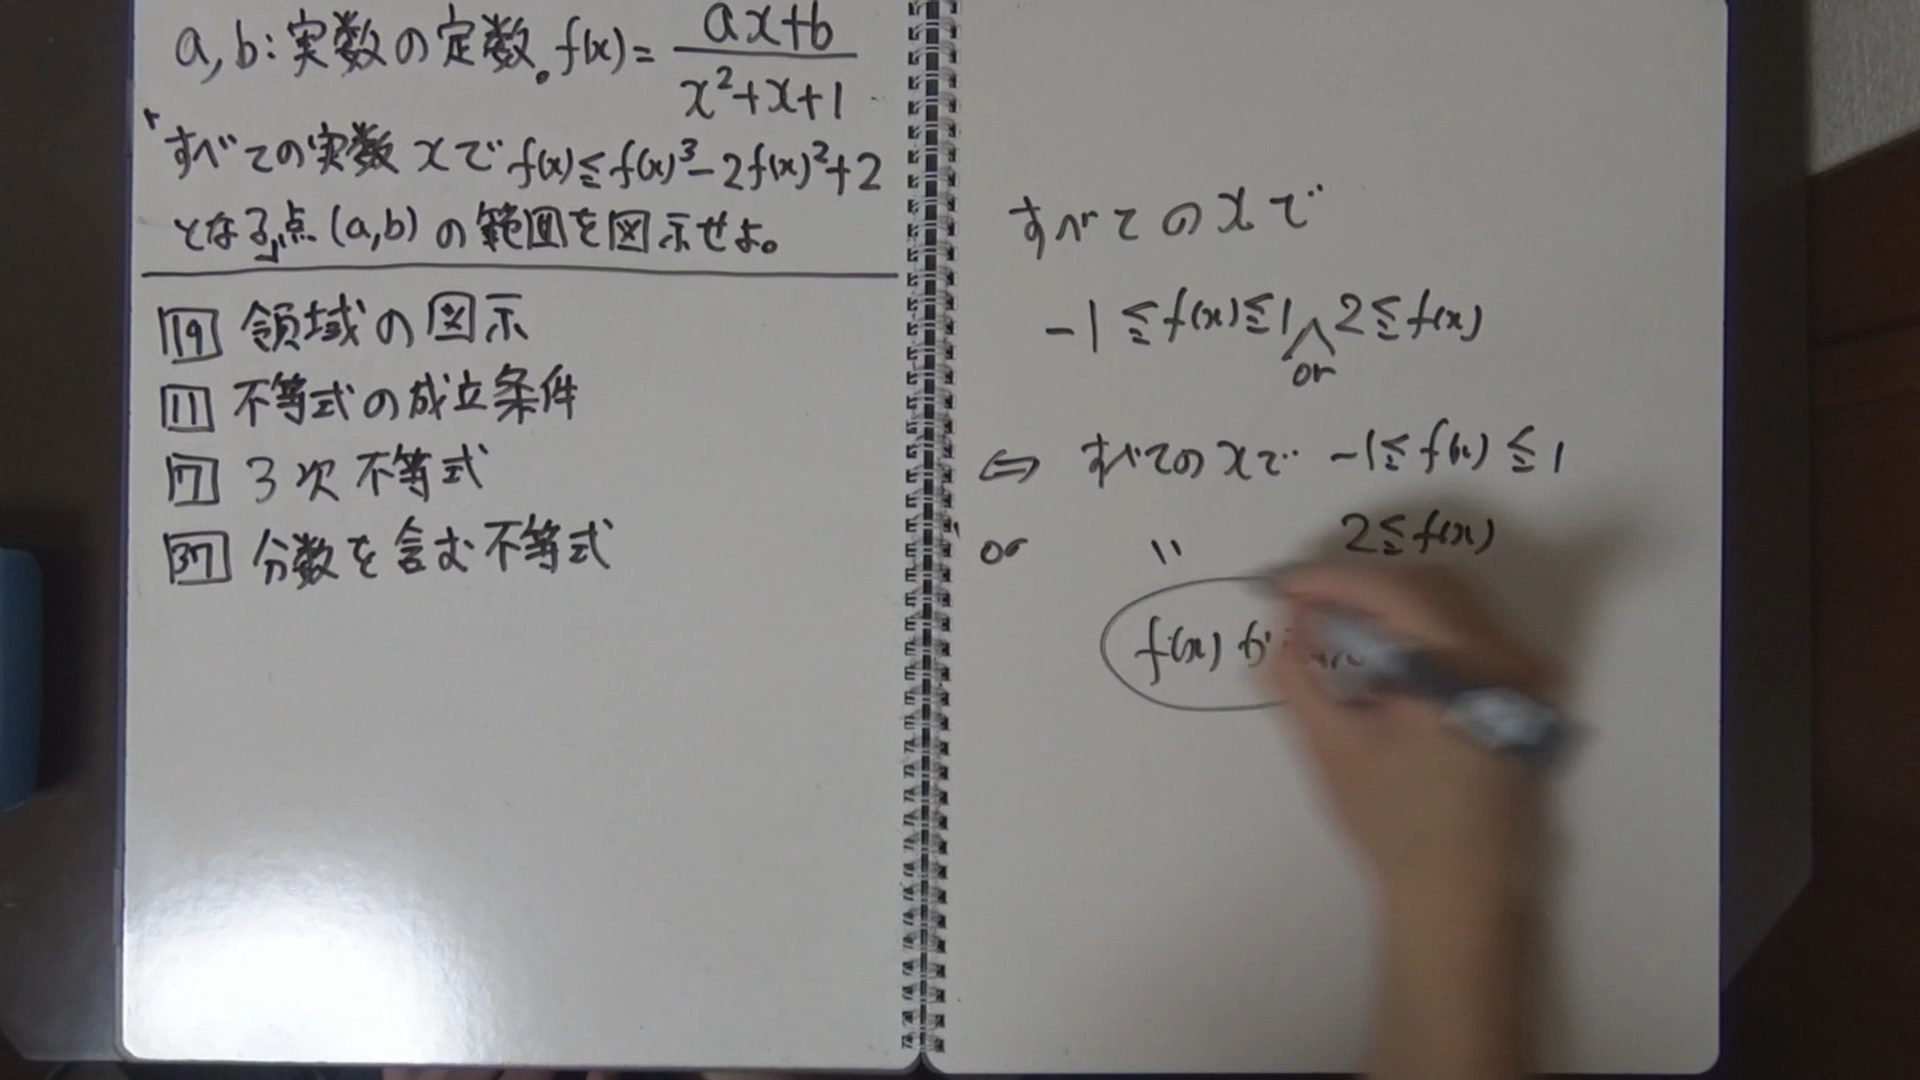 a,b:実数の定数。f(x)=(ax+b)/(x²+x+1)
「すべての実数xでf(x)≦f(x)³-2f(x)²+2
となる」点(a,b)の範囲を図示せよ。
19 領域の図示
11 不等式の成立条件
7 3次不等式
37 分数を含む不等式
すべてのxで
-1≦f(x)≦1 2≦f(x)
or
⇔ すべてのxで -1≦f(x)≦1
or 〃 2≦f(x)
f(x)が